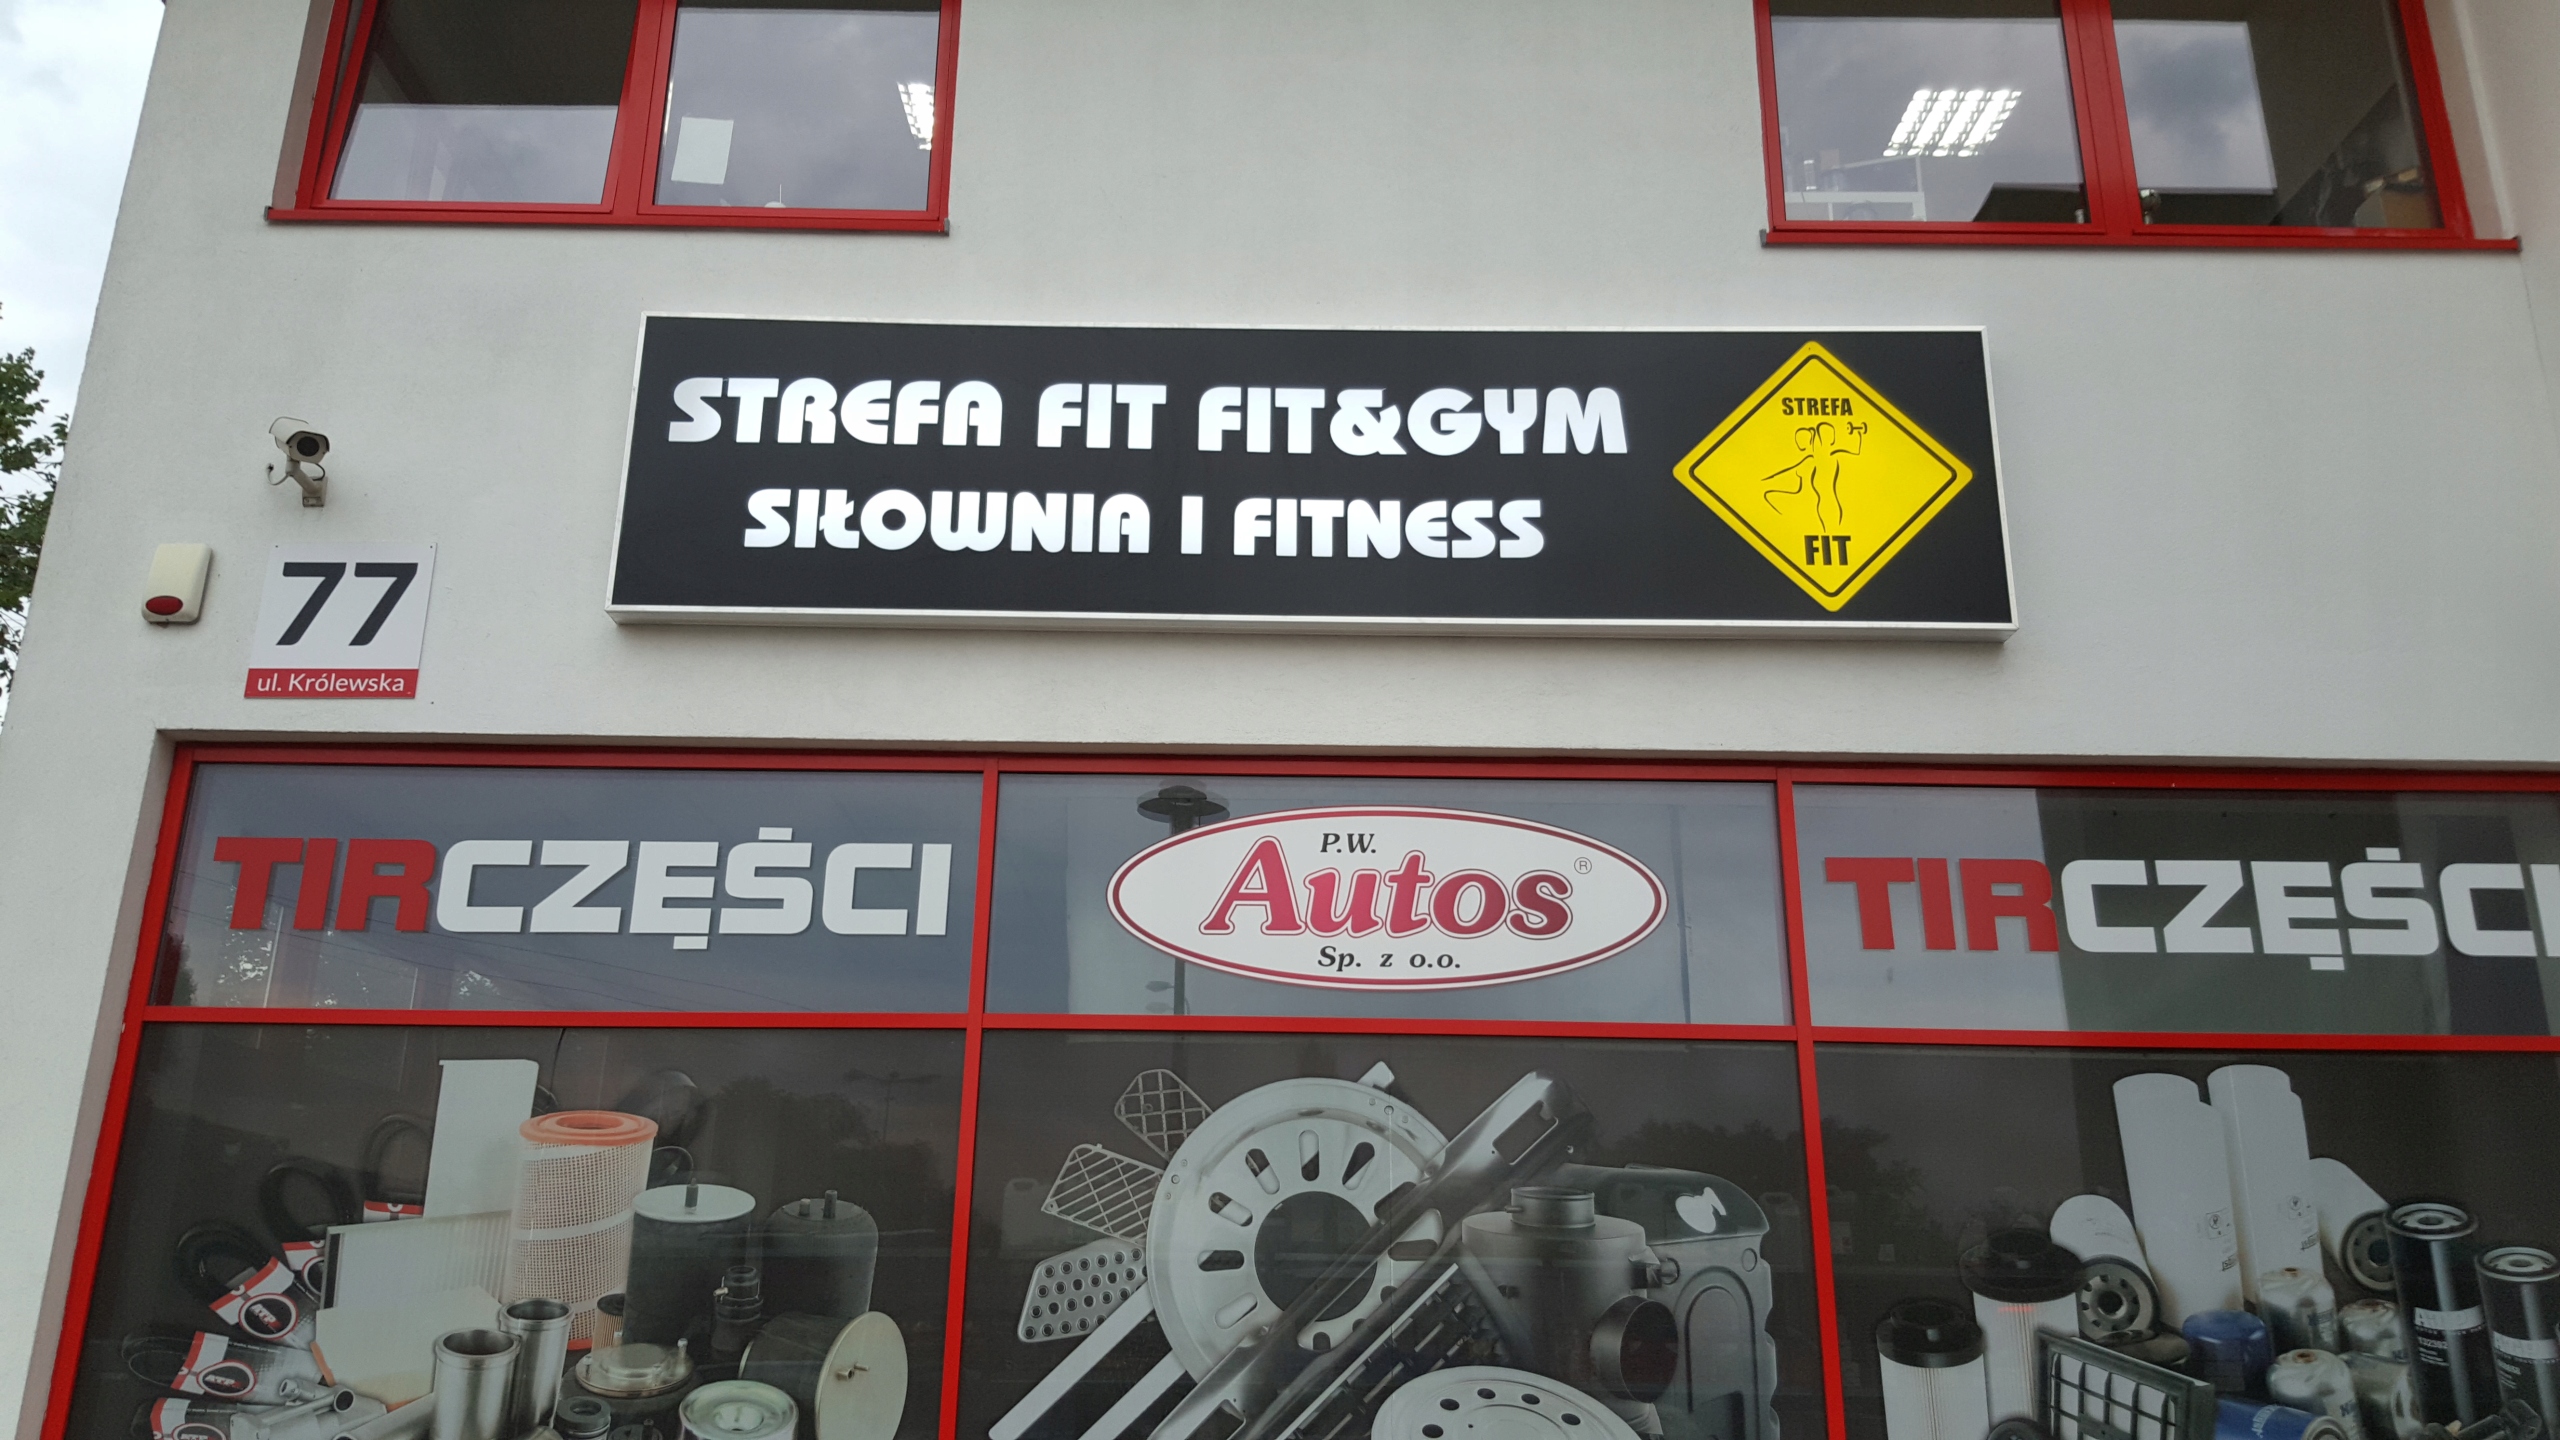 STREFA FIT FIT&GYM
SIŁOWNIA I FITNESS
STREFA
FIT
77
ul. Królewska
TIRCZĘŚCI
P.W.
Autos®
Sp. z o.o.
TIRCZĘŚCI